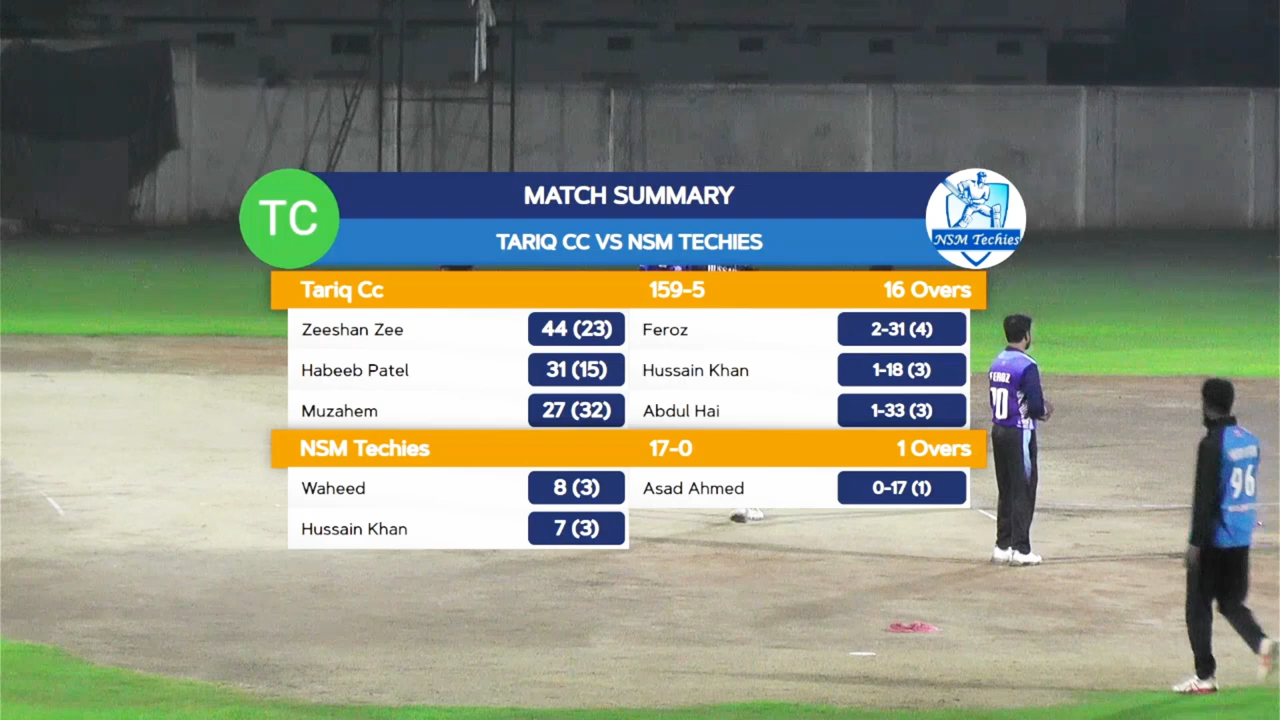 TC
MATCH SUMMARY
TARIQ CC VS NSM TECHIES
NSM Techies
Tariq Cc 159-5 16 Overs
Zeeshan Zee 44 (23) Feroz 2-31 (4)
Habeeb Patel 31 (15) Hussain Khan 1-18 (3)
Muzahem 27 (32) Abdul Hai 1-33 (3)
NSM Techies 17-0 1 Overs
Waheed 8 (3) Asad Ahmed 0-17 (1)
Hussain Khan 7 (3)
FEROZ
10
96